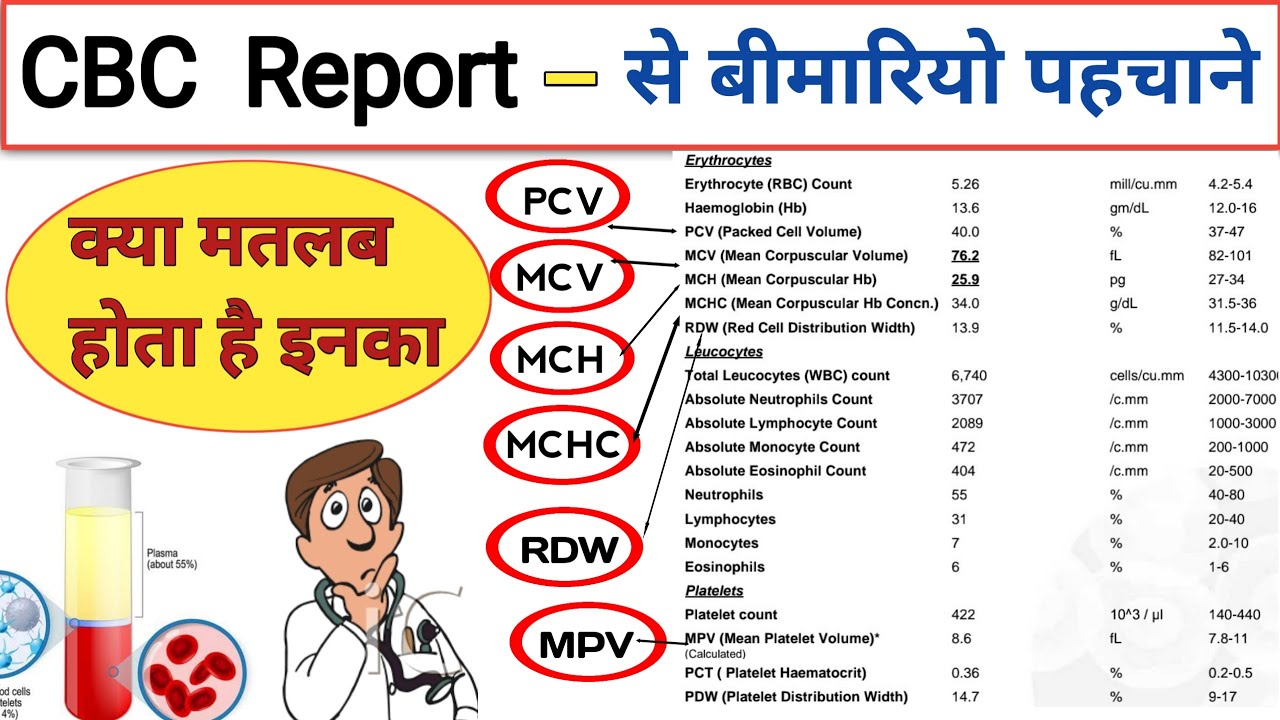 CBC Report – से बीमारियो पहचाने
क्या मतलब
होता है इनका
PCV
MCV
MCH
MCHC
RDW
MPV
Erythrocytes
Erythrocyte (RBC) Count 5.26 mill/cu.mm 4.2-5.4
Haemoglobin (Hb) 13.6 gm/dL 12.0-16
PCV (Packed Cell Volume) 40.0 % 37-47
MCV (Mean Corpuscular Volume) 76.2 fL 82-101
MCH (Mean Corpuscular Hb) 25.9 pg 27-34
MCHC (Mean Corpuscular Hb Concn.) 34.0 g/dL 31.5-36
RDW (Red Cell Distribution Width) 13.9 % 11.5-14.0
Leucocytes
Total Leucocytes (WBC) count 6,740 cells/cu.mm 4300-10300
Absolute Neutrophils Count 3707 /c.mm 2000-7000
Absolute Lymphocyte Count 2089 /c.mm 1000-3000
Absolute Monocyte Count 472 /c.mm 200-1000
Absolute Eosinophil Count 404 /c.mm 20-500
Neutrophils 55 % 40-80
Lymphocytes 31 % 20-40
Monocytes 7 % 2.0-10
Eosinophils 6 % 1-6
Platelets
Platelet count 422 10^3 / µl 140-440
MPV (Mean Platelet Volume)* 8.6 fL 7.8-11
(Calculated)
PCT ( Platelet Haematocrit) 0.36 % 0.2-0.5
PDW (Platelet Distribution Width) 14.7 % 9-17
Plasma
(about 55%)
cells
4%)